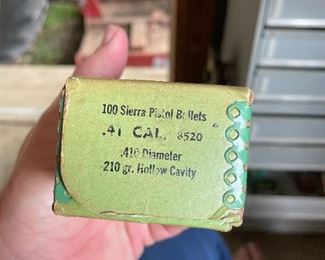 100 Sierra Pistol Bullets
.41 CAL. 8520
.410 Diameter
210 gr. Hollow Cavity